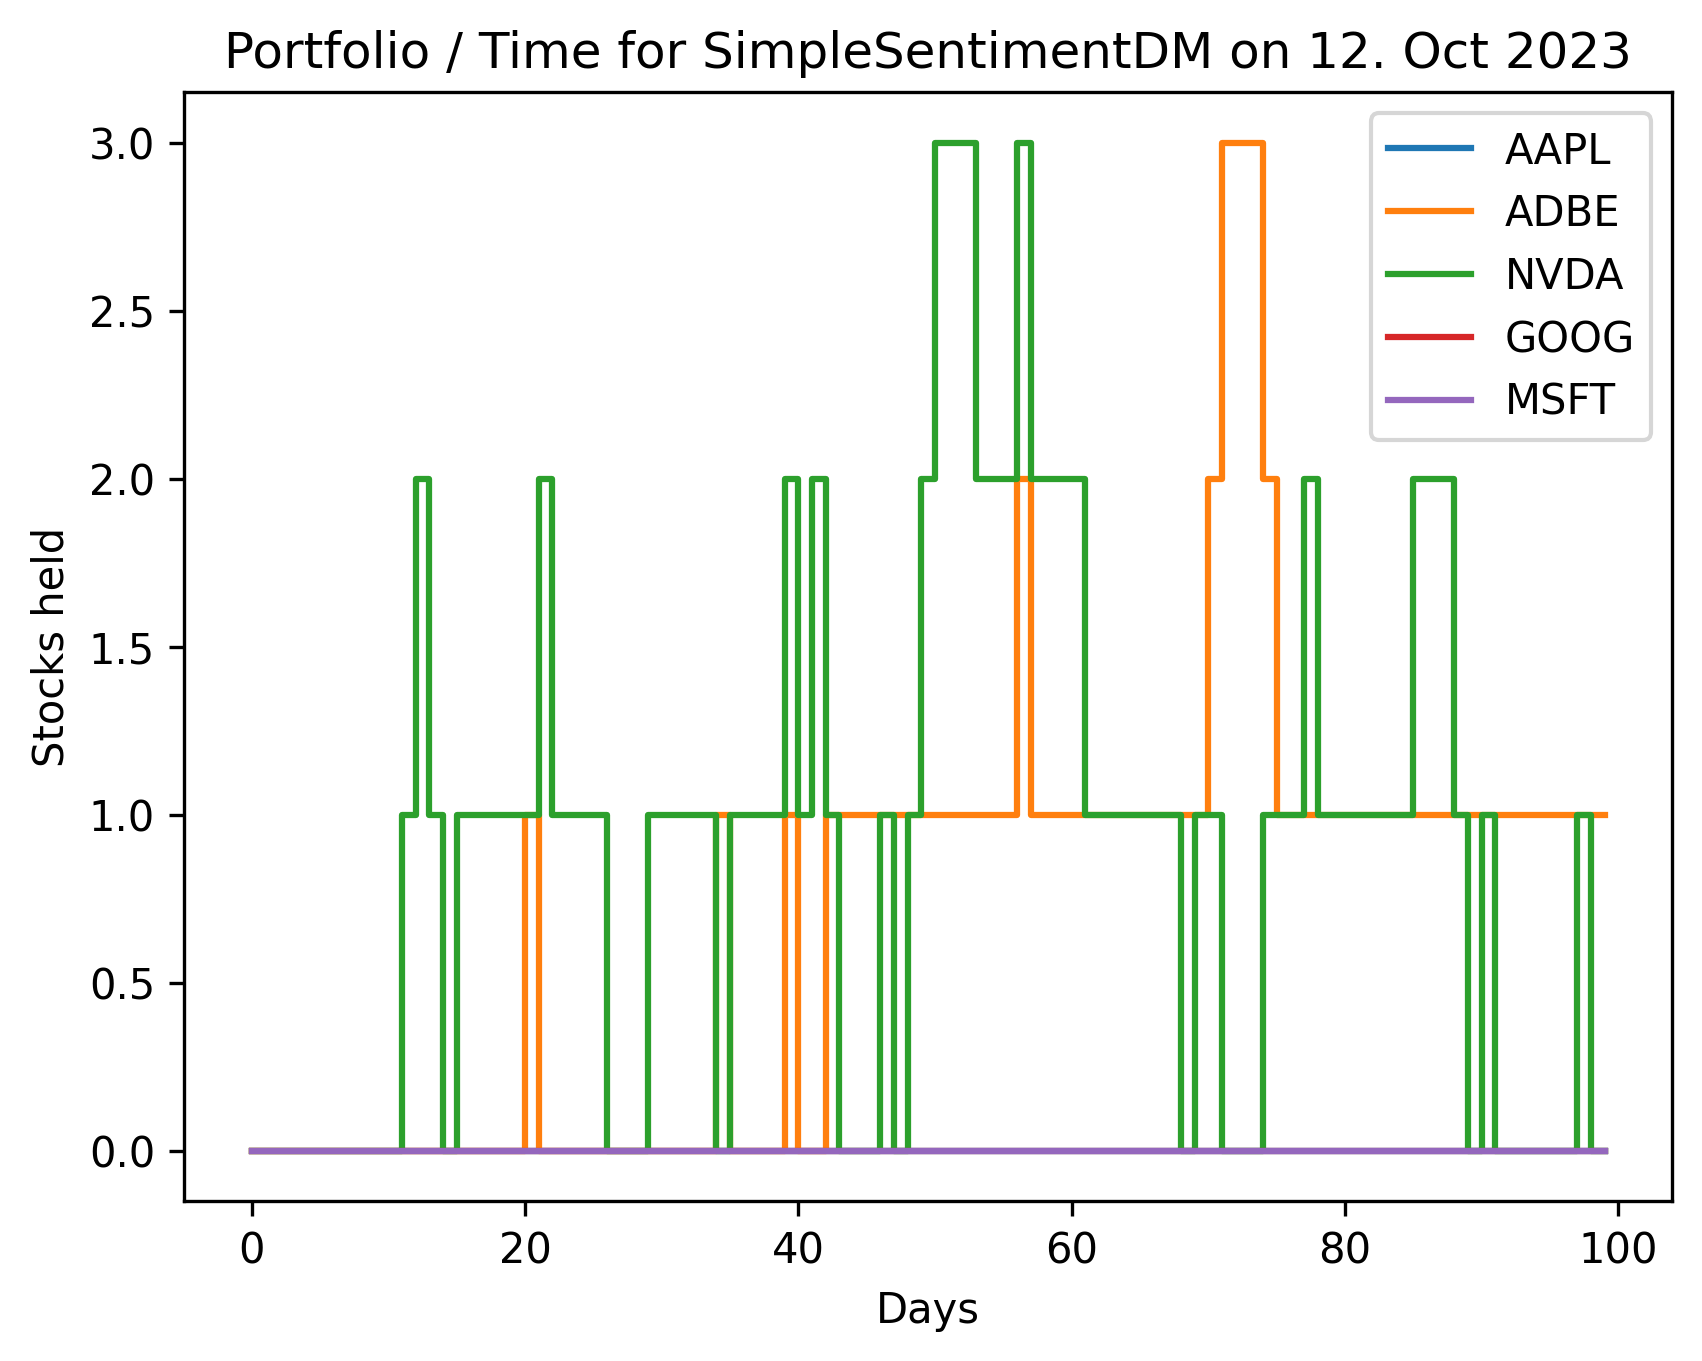 Portfolio / Time for SimpleSentimentDM on 12. Oct 2023
3.0
2.5
2.0
1.5
1.0
0.5
0.0
Stocks held
AAPL
ADBE
NVDA
GOOG
MSFT
0 20 40 60 80 100
Days